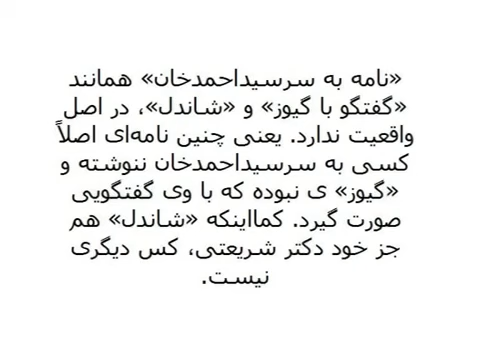 «نامه به سرسیداحمدخان» همانند
«گفتگو با گیوز» و «شاندل»، در اصل
واقعیت ندارد. یعنی چنین نامه‌ای اصلاً
کسی به سرسیداحمدخان ننوشته و
«گیوز» ی نبوده که با وی گفتگویی
صورت گیرد. کمااینکه «شاندل» هم
جز خود دکتر شریعتی، کس دیگری
نیست.